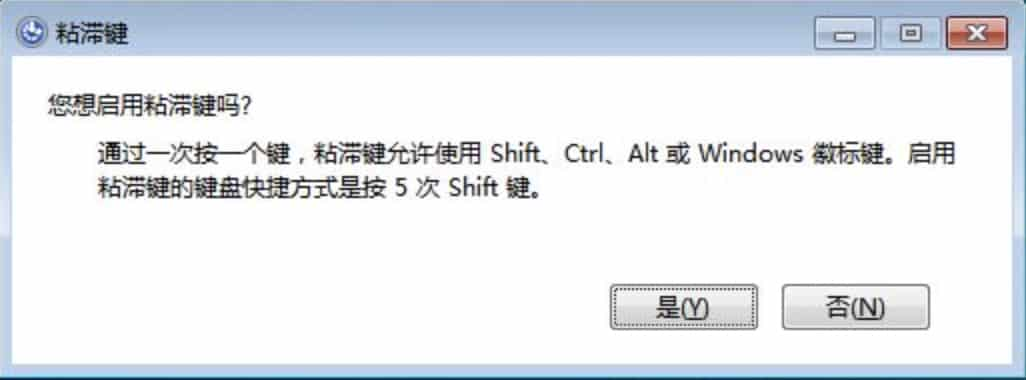 粘滞键
您想启用粘滞键吗?
通过一次按一个键，粘滞键允许使用 Shift、Ctrl、Alt 或 Windows 徽标键。启用
粘滞键的键盘快捷方式是按 5 次 Shift 键。
是(Y) 否(N)